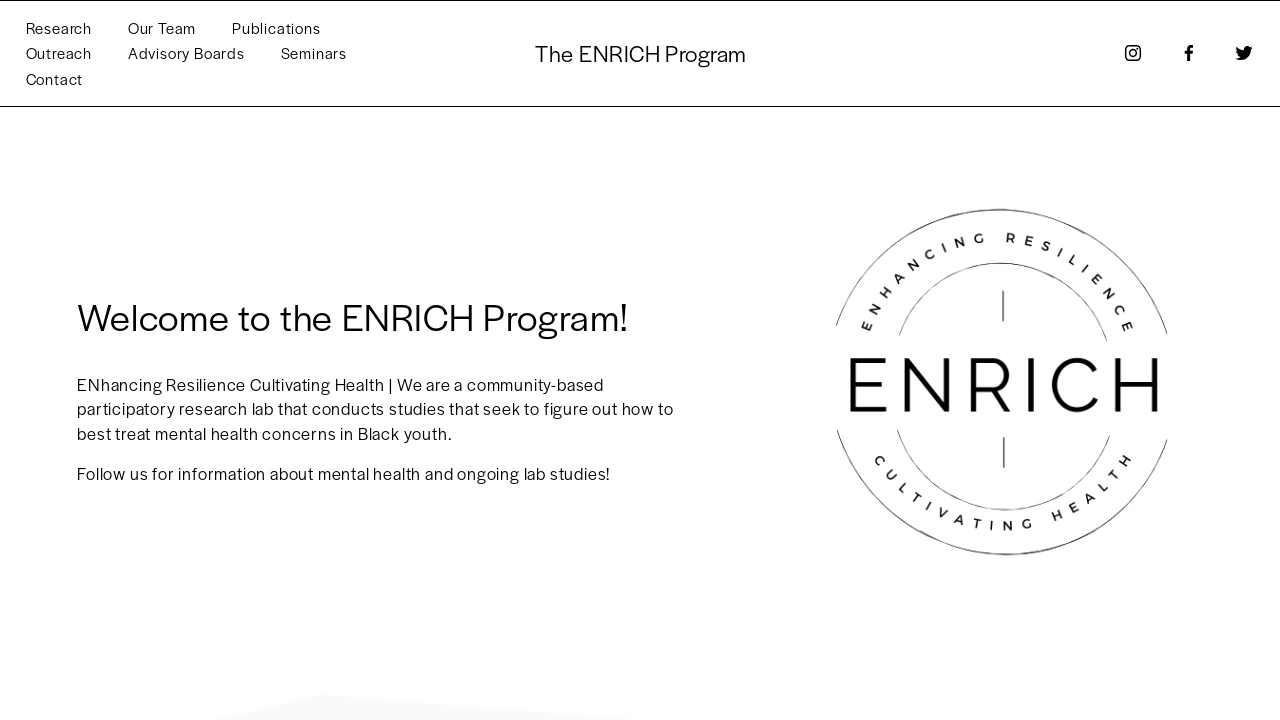 Research Our Team Publications
Outreach Advisory Boards Seminars
Contact
The ENRICH Program
Welcome to the ENRICH Program!
ENhancing Resilience Cultivating Health | We are a community-based
participatory research lab that conducts studies that seek to figure out how to
best treat mental health concerns in Black youth.
Follow us for information about mental health and ongoing lab studies!
ENHANCING RESILIENCE
ENRICH
CULTIVATING HEALTH